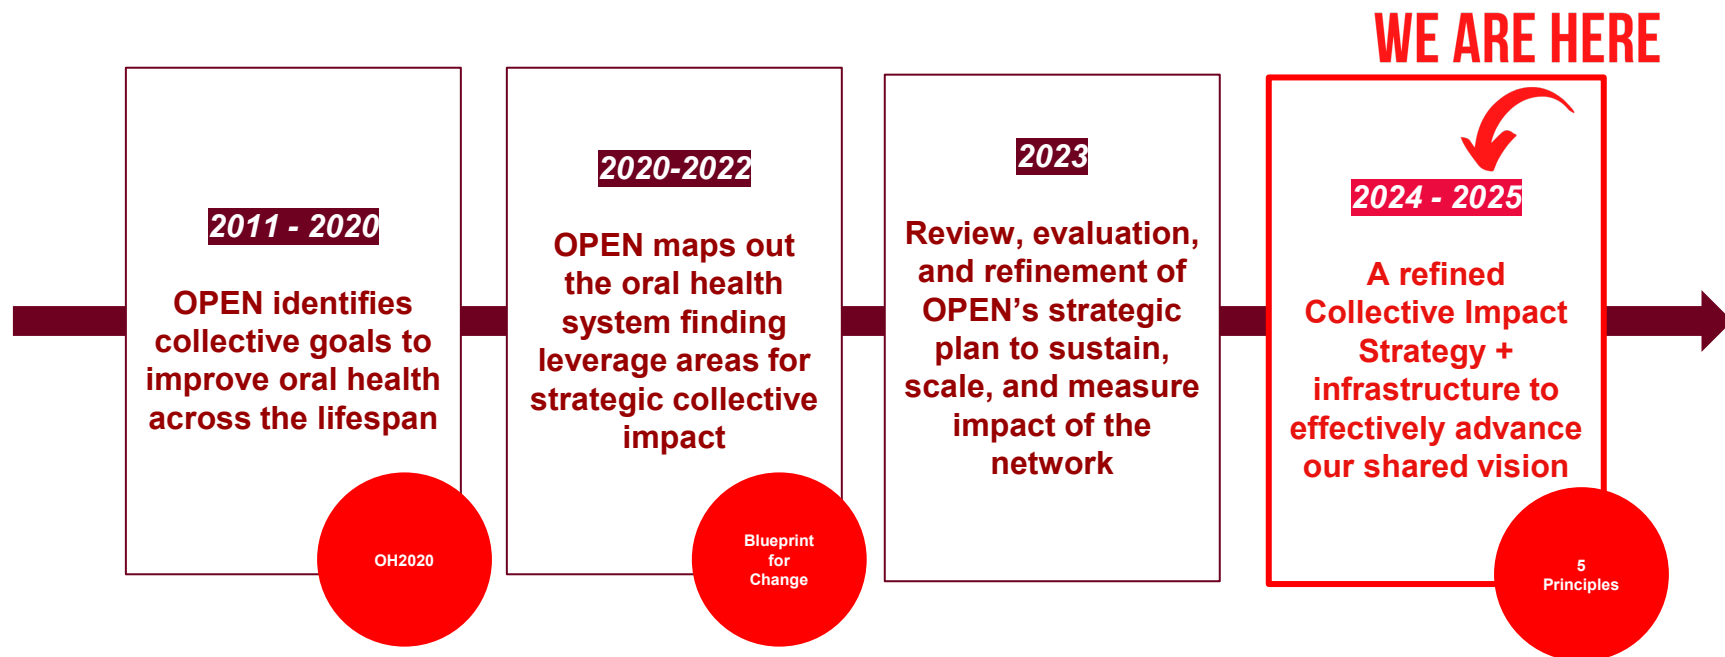 WE ARE HERE
2011 - 2020
OPEN identifies
collective goals to
improve oral health
across the lifespan
OH2020
2020-2022
OPEN maps out
the oral health
system finding
leverage areas for
strategic collective
impact
Blueprint
for
Change
2023
Review, evaluation,
and refinement of
OPEN’s strategic
plan to sustain,
scale, and measure
impact of the
network
2024 - 2025
A refined
Collective Impact
Strategy +
infrastructure to
effectively advance
our shared vision
5
Principles